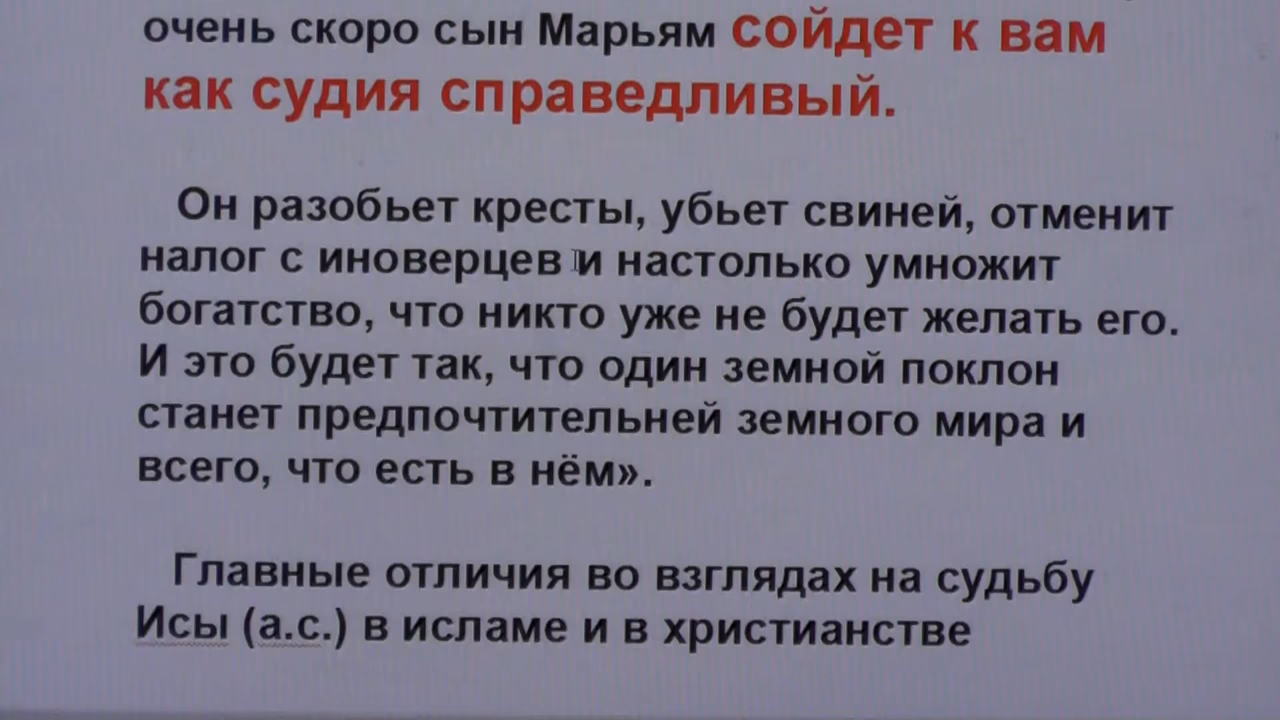 очень скоро сын Марьям сойдет к вам
как судия справедливый.
Он разобьет кресты, убьет свиней, отменит
налог с иноверцев и настолько умножит
богатство, что никто уже не будет желать его.
И это будет так, что один земной поклон
станет предпочтительней земного мира и
всего, что есть в нём».
Главные отличия во взглядах на судьбу
Исы (а.с.) в исламе и в христианстве